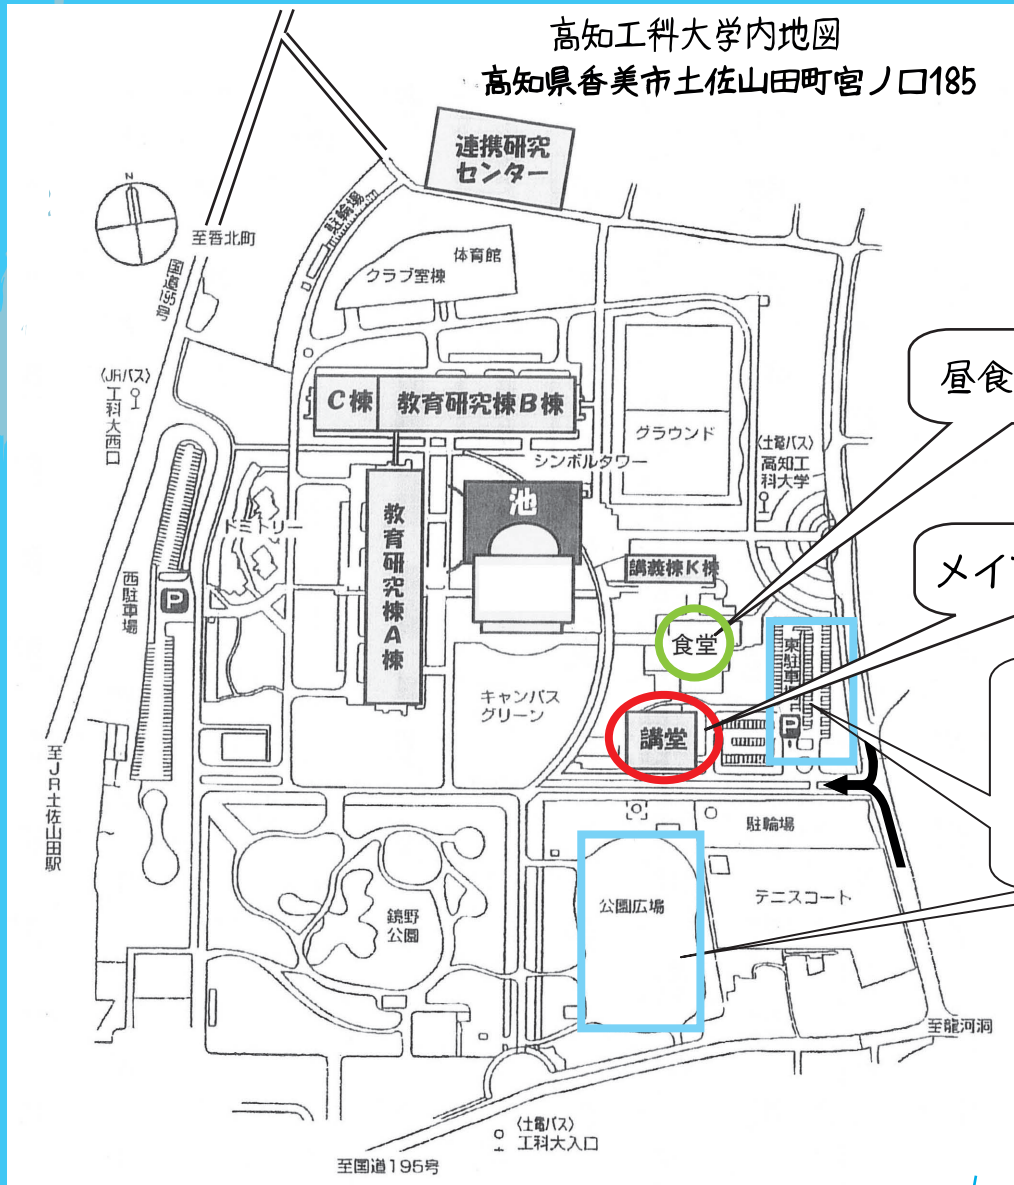 高知工科大学内地図
高知県香美市土佐山田町宮ノ口185
連携研究
センター
N
至香北町
駐輪場
体育館
クラブ室棟
国道195号
〈JRバス〉
工科大西口
C棟
教育研究棟B棟
グラウンド
シンボルタワー
〈土電バス〉
高知工
科大学
昼食
池
教育研究棟A棟
ドミトリー
講義棟K棟
西駐車場
P
食堂
東駐車
キャンパス
グリーン
講堂
P
至JR土佐山田駅
駐輪場
公園広場
テニスコート
鏡野
公園
至龍河洞
〈土電バス〉
工科大入口
至国道195号